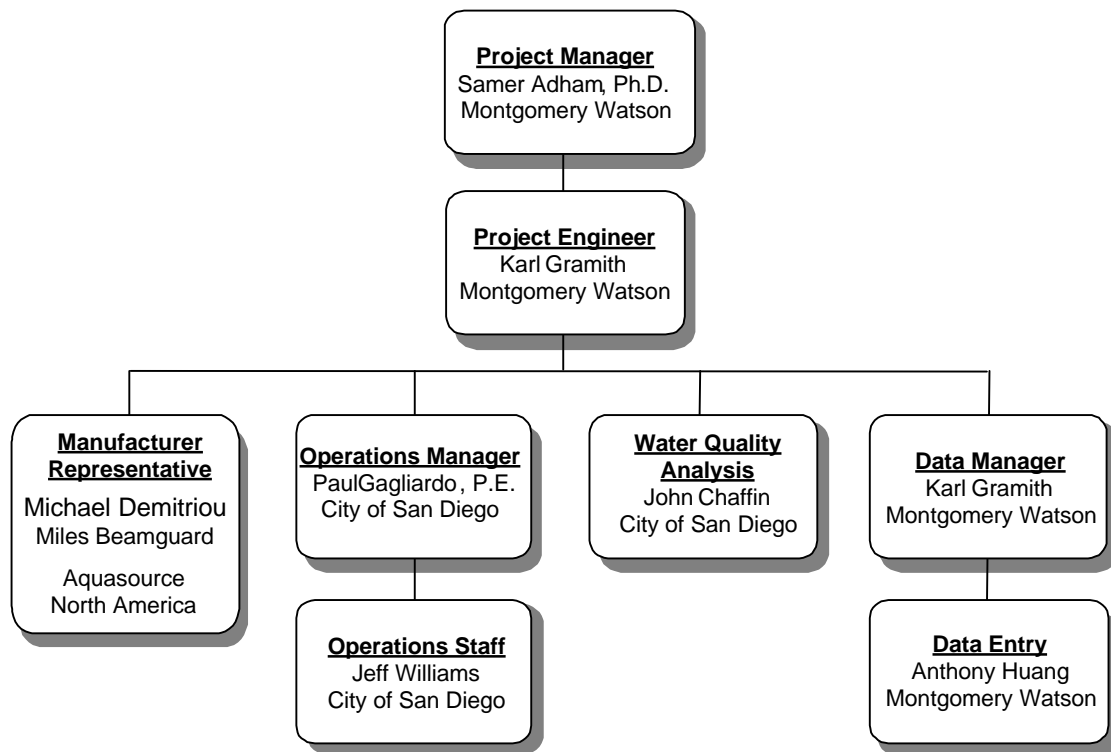 Project Manager
Samer Adham, Ph.D.
Montgomery Watson
Project Engineer
Karl Gramith
Montgomery Watson
Manufacturer
Representative
Michael Demitriou
Miles Beamguard
Aquasource
North America
Operations Manager
PaulGagliardo, P.E.
City of San Diego
Water Quality
Analysis
John Chaffin
City of San Diego
Data Manager
Karl Gramith
Montgomery Watson
Operations Staff
Jeff Williams
City of San Diego
Data Entry
Anthony Huang
Montgomery Watson